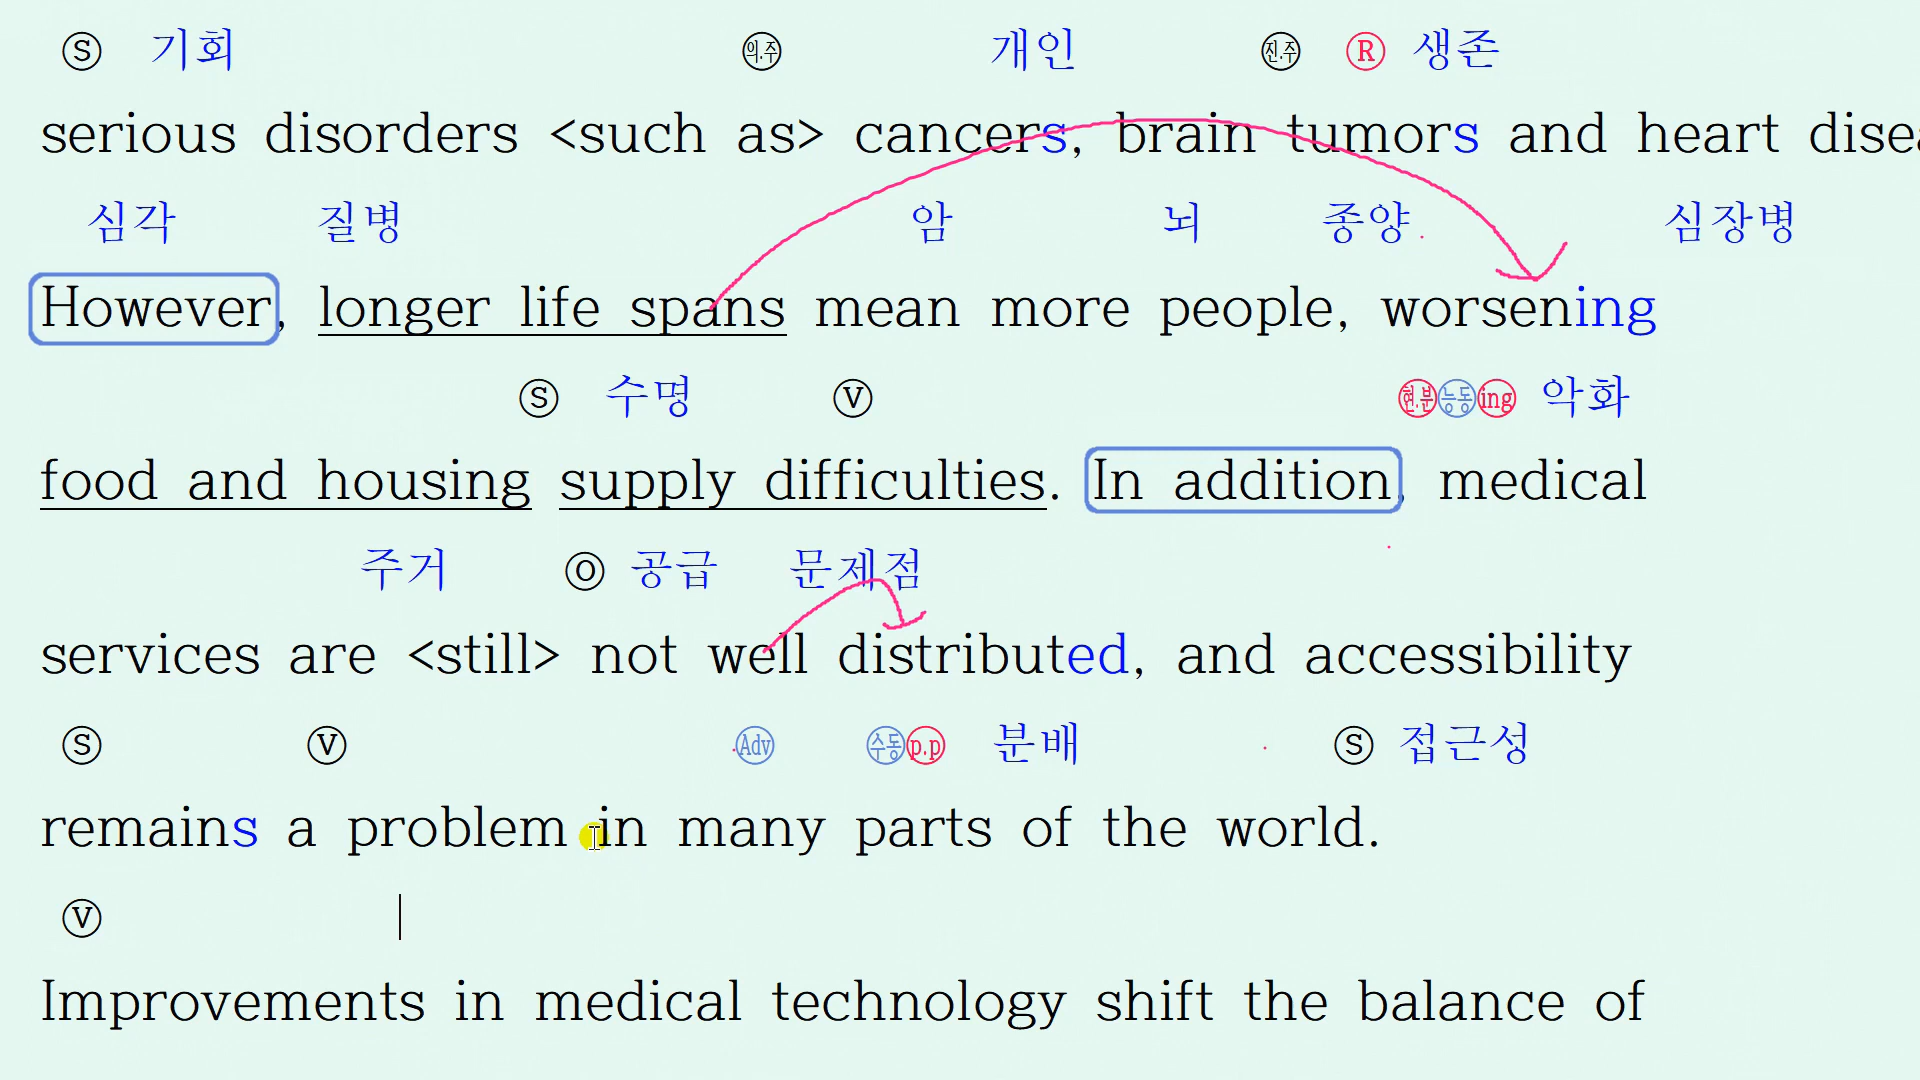 Ⓢ 기회 의.주 개인 진.주 Ⓡ 생존
serious disorders <such as> cancers, brain tumors and heart
심각 질병 암 뇌 종양 심장병
However, longer life spans mean more people, worsening
Ⓢ 수명 Ⓥ 현.분 능동 ing 악화
food and housing supply difficulties. In addition, medical
주거 Ⓞ 공급 문제점
services are <still> not well distributed, and accessibility
Ⓢ Ⓥ Adv 수동 p.p 분배 Ⓢ 접근성
remains a problem in many parts of the world.
Ⓥ
Improvements in medical technology shift the balance of